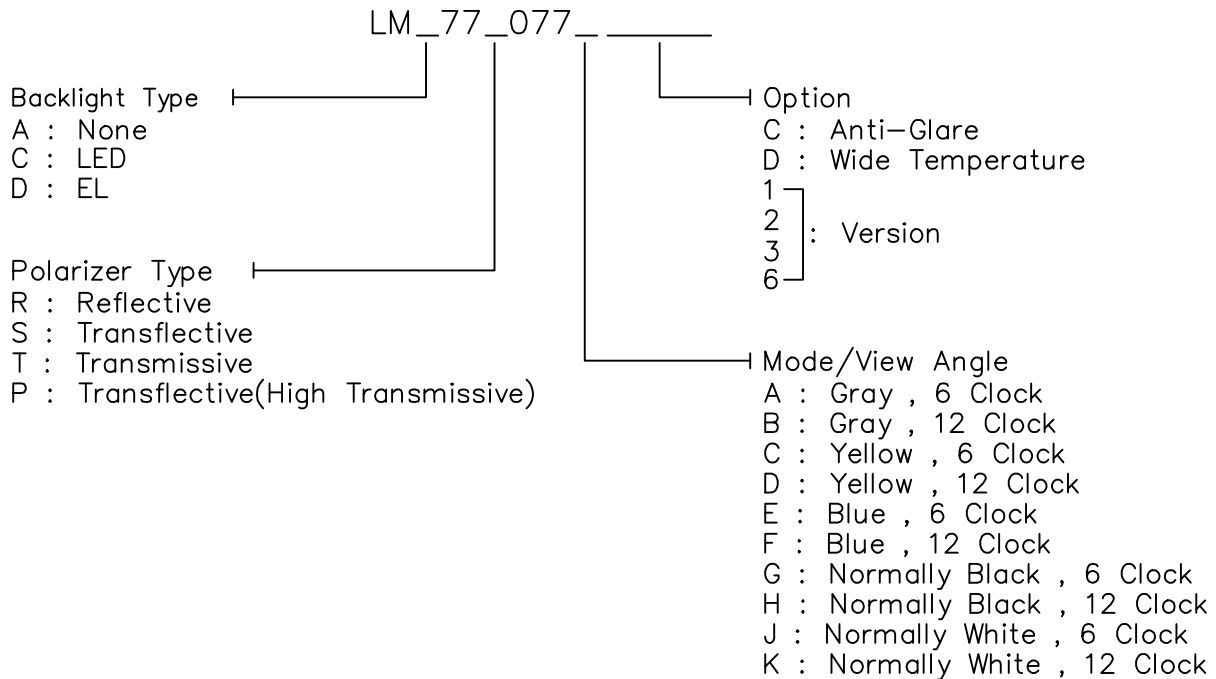 LM_77_077_ _____
Backlight Type
A : None
C : LED
D : EL
Polarizer Type
R : Reflective
S : Transflective
T : Transmissive
P : Transflective(High Transmissive)
Option
C : Anti-Glare
D : Wide Temperature
1
2
3
6
: Version
Mode/View Angle
A : Gray , 6 Clock
B : Gray , 12 Clock
C : Yellow , 6 Clock
D : Yellow , 12 Clock
E : Blue , 6 Clock
F : Blue , 12 Clock
G : Normally Black , 6 Clock
H : Normally Black , 12 Clock
J : Normally White , 6 Clock
K : Normally White , 12 Clock